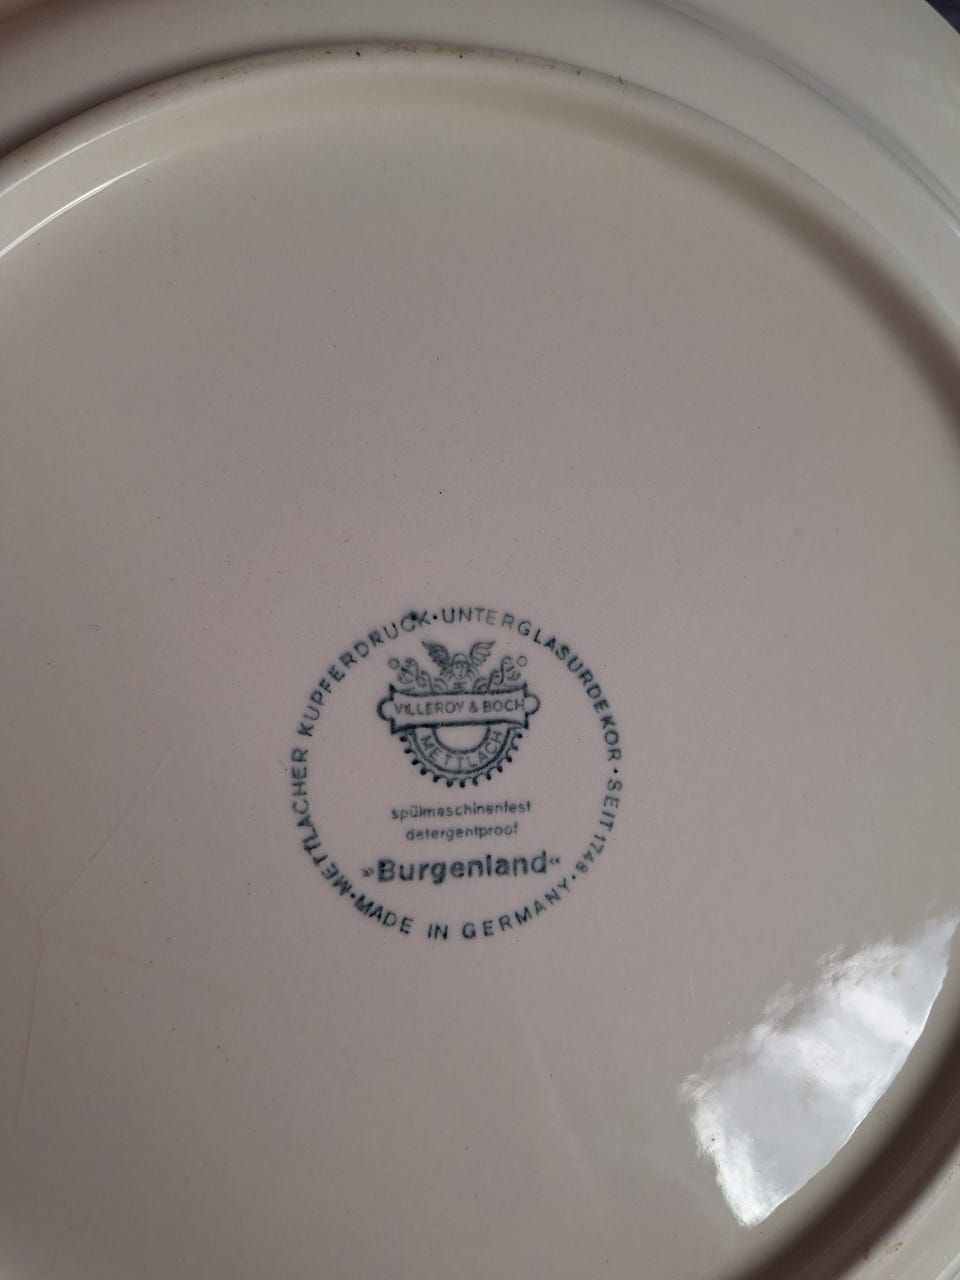 METTLACHER KUPFERDRUCK·UNTERGLASURDEKOR·SEIT 1748·
VILLEROY & BOCH
METTLACH
spülmaschinenfest
detergentproof
»Burgenland«
·MADE IN GERMANY·